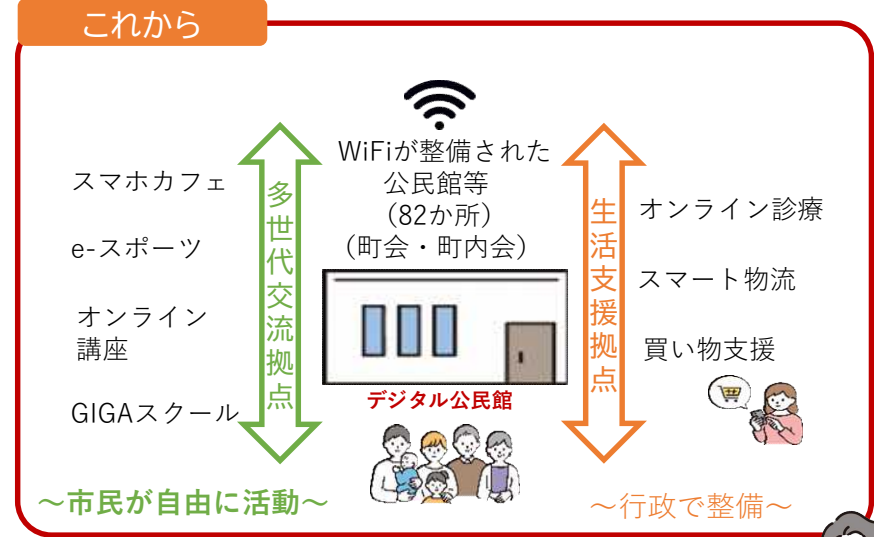 これから
スマホカフェ
e-スポーツ
オンライン
講座
GIGAスクール
多世代交流拠点
～市民が自由に活動～
WiFiが整備された
公民館等
（82か所）
（町会・町内会）
デジタル公民館
生活支援拠点
オンライン診療
スマート物流
買い物支援
～行政で整備～